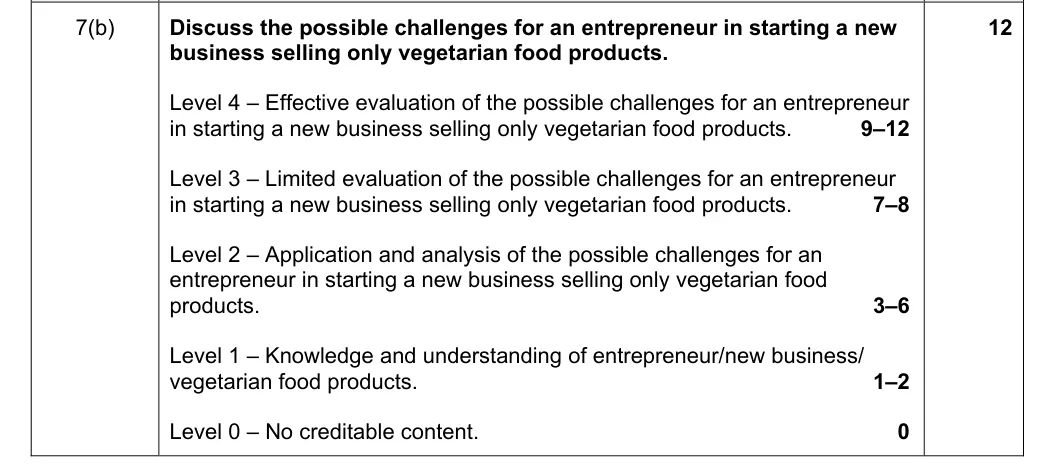 7(b)
Discuss the possible challenges for an entrepreneur in starting a new
business selling only vegetarian food products.
12
Level 4 – Effective evaluation of the possible challenges for an entrepreneur
in starting a new business selling only vegetarian food products. 9–12
Level 3 – Limited evaluation of the possible challenges for an entrepreneur
in starting a new business selling only vegetarian food products. 7–8
Level 2 – Application and analysis of the possible challenges for an
entrepreneur in starting a new business selling only vegetarian food
products. 3–6
Level 1 – Knowledge and understanding of entrepreneur/new business/
vegetarian food products. 1–2
Level 0 – No creditable content. 0